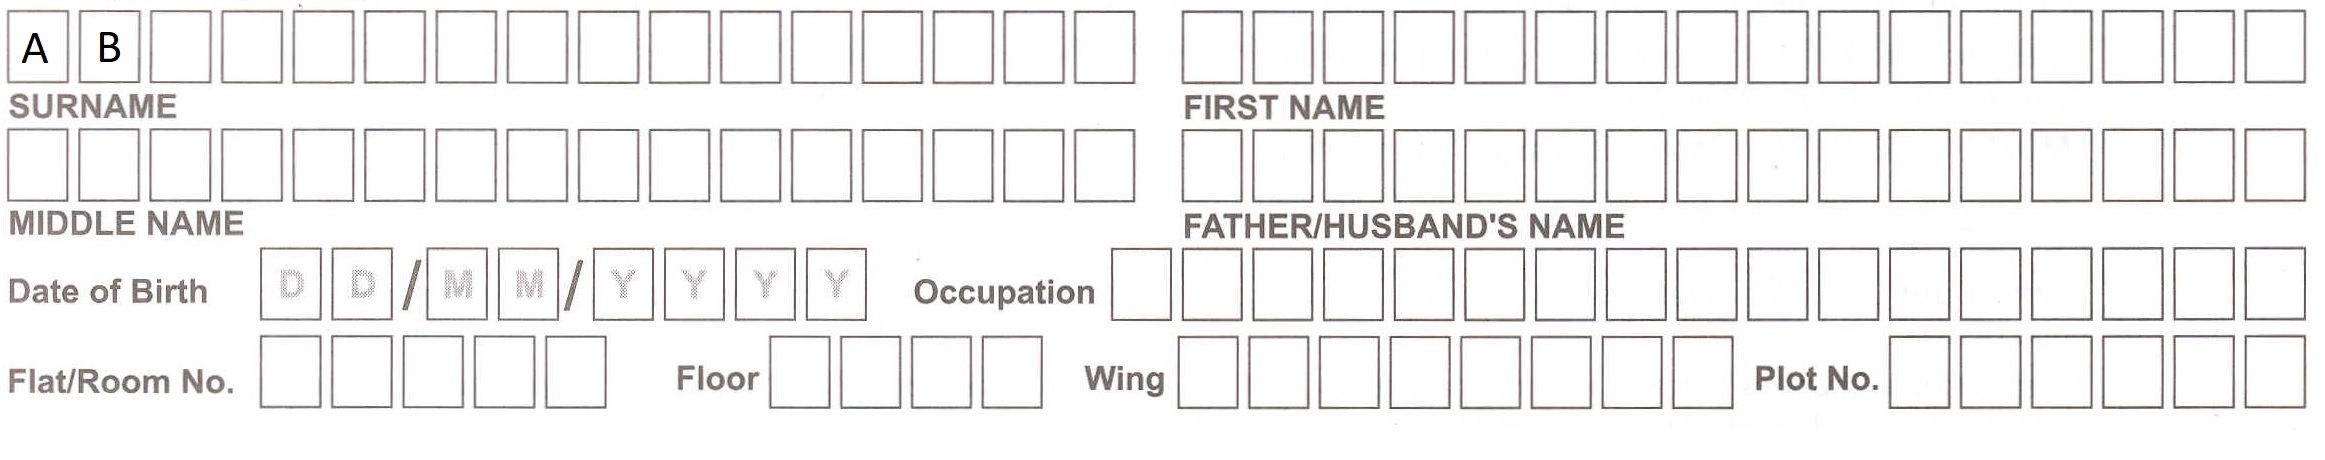 A B
SURNAME FIRST NAME
MIDDLE NAME FATHER/HUSBAND'S NAME
Date of Birth D D / M M / Y Y Y Y Occupation
Flat/Room No. Floor Wing Plot No.